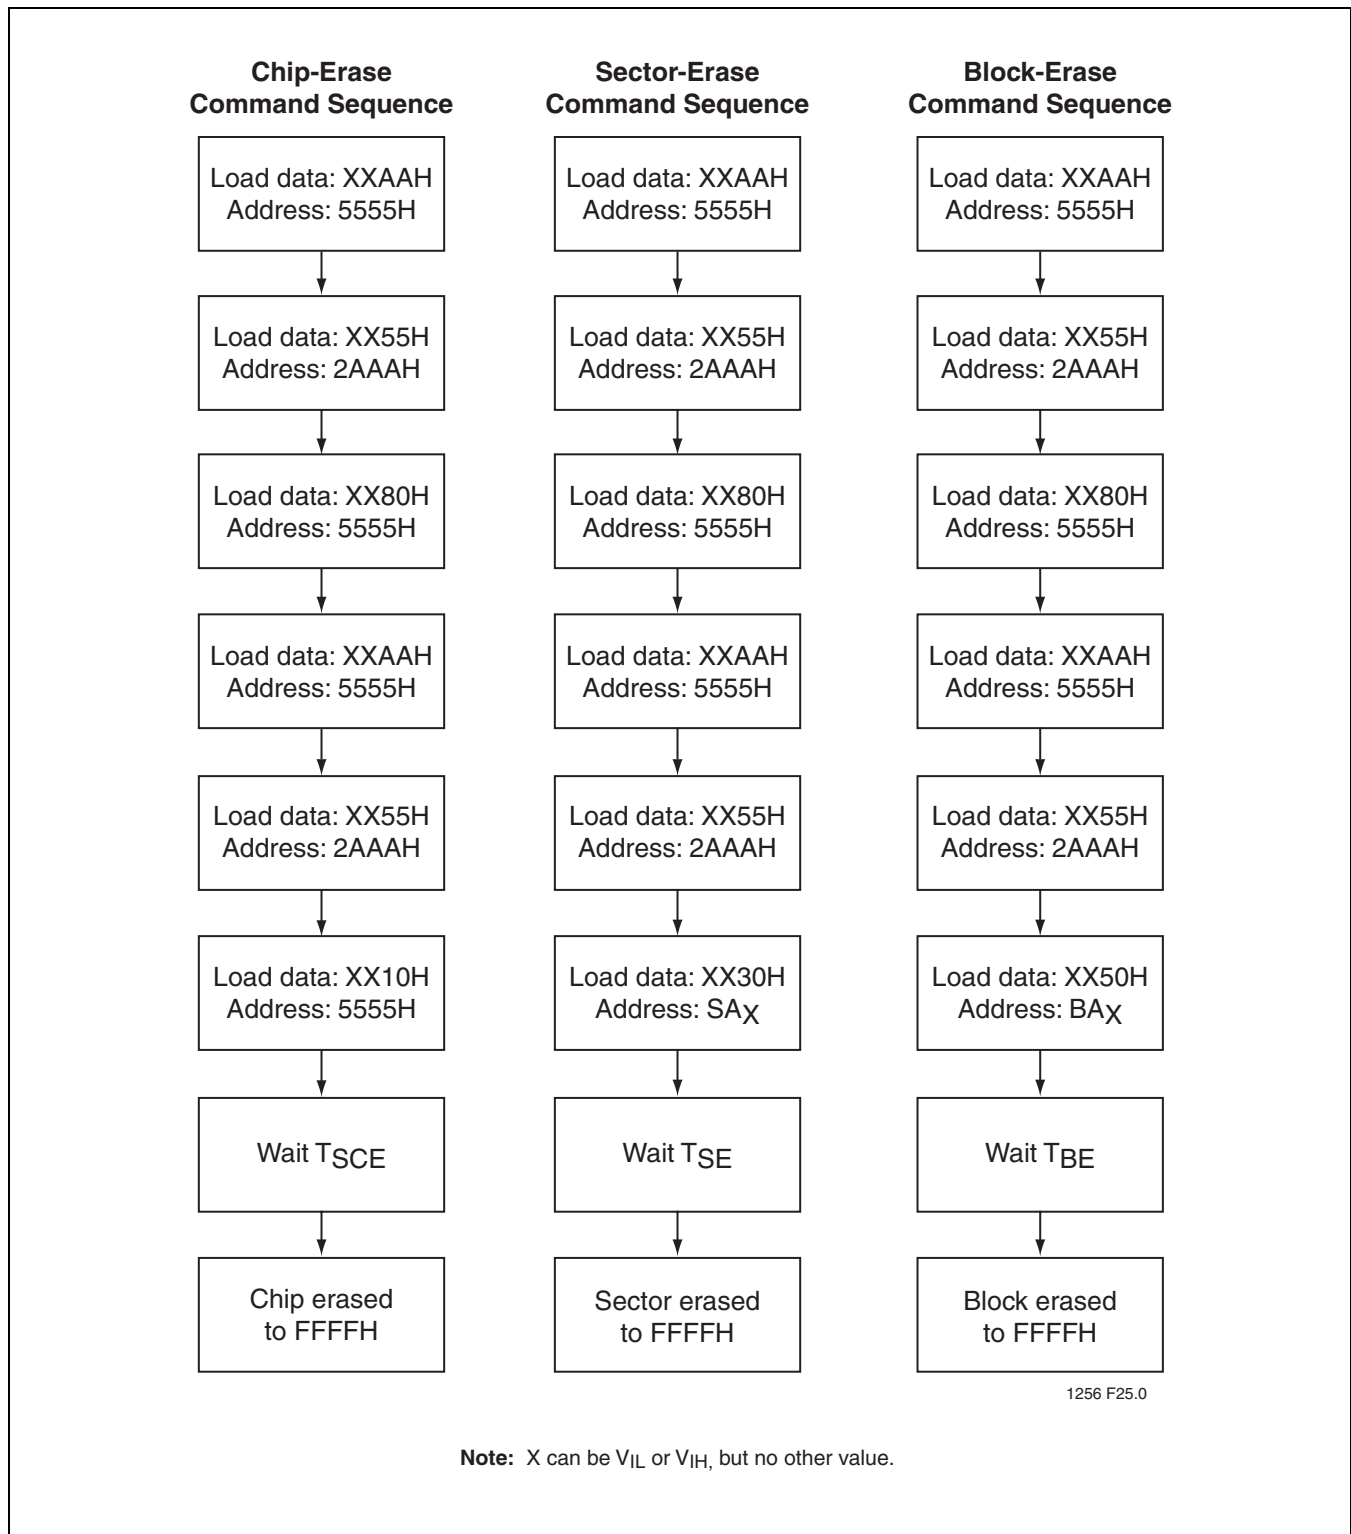 Chip-Erase
Command Sequence
Load data: XXAAH
Address: 5555H
Load data: XX55H
Address: 2AAAH
Load data: XX80H
Address: 5555H
Load data: XXAAH
Address: 5555H
Load data: XX55H
Address: 2AAAH
Load data: XX10H
Address: 5555H
Wait TSCE
Chip erased
to FFFFH
Sector-Erase
Command Sequence
Load data: XXAAH
Address: 5555H
Load data: XX55H
Address: 2AAAH
Load data: XX80H
Address: 5555H
Load data: XXAAH
Address: 5555H
Load data: XX55H
Address: 2AAAH
Load data: XX30H
Address: SAX
Wait TSE
Sector erased
to FFFFH
Block-Erase
Command Sequence
Load data: XXAAH
Address: 5555H
Load data: XX55H
Address: 2AAAH
Load data: XX80H
Address: 5555H
Load data: XXAAH
Address: 5555H
Load data: XX55H
Address: 2AAAH
Load data: XX50H
Address: BAX
Wait TBE
Block erased
to FFFFH
1256 F25.0
Note: X can be VIL or VIH, but no other value.